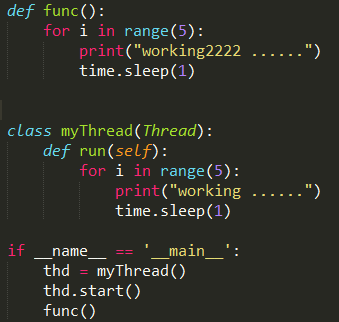 def func():
    for i in range(5):
        print("working2222 ......")
        time.sleep(1)
class myThread(Thread):
    def run(self):
        for i in range(5):
            print("working ......")
            time.sleep(1)
if __name__ == '__main__':
    thd = myThread()
    thd.start()
    func()